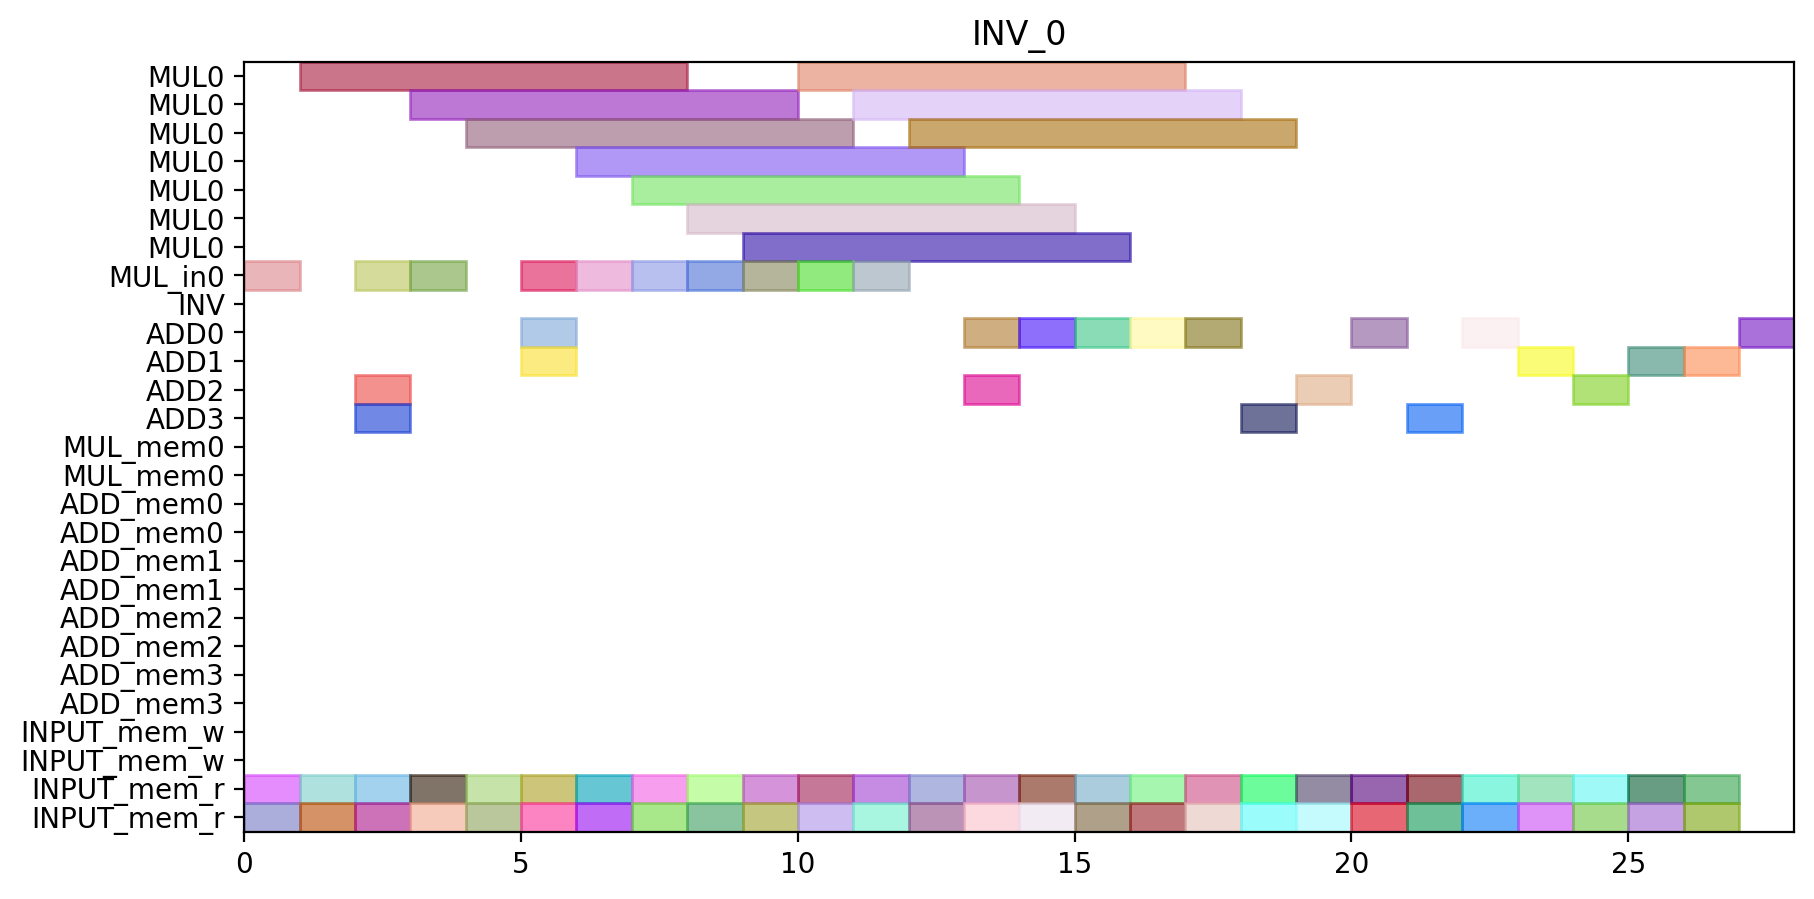 INV_0
MUL0
MUL0
MUL0
MUL0
MUL0
MUL0
MUL0
MUL_in0
INV
ADD0
ADD1
ADD2
ADD3
MUL_mem0
MUL_mem0
ADD_mem0
ADD_mem0
ADD_mem1
ADD_mem1
ADD_mem2
ADD_mem2
ADD_mem3
ADD_mem3
INPUT_mem_w
INPUT_mem_w
INPUT_mem_r
INPUT_mem_r
0 5 10 15 20 25